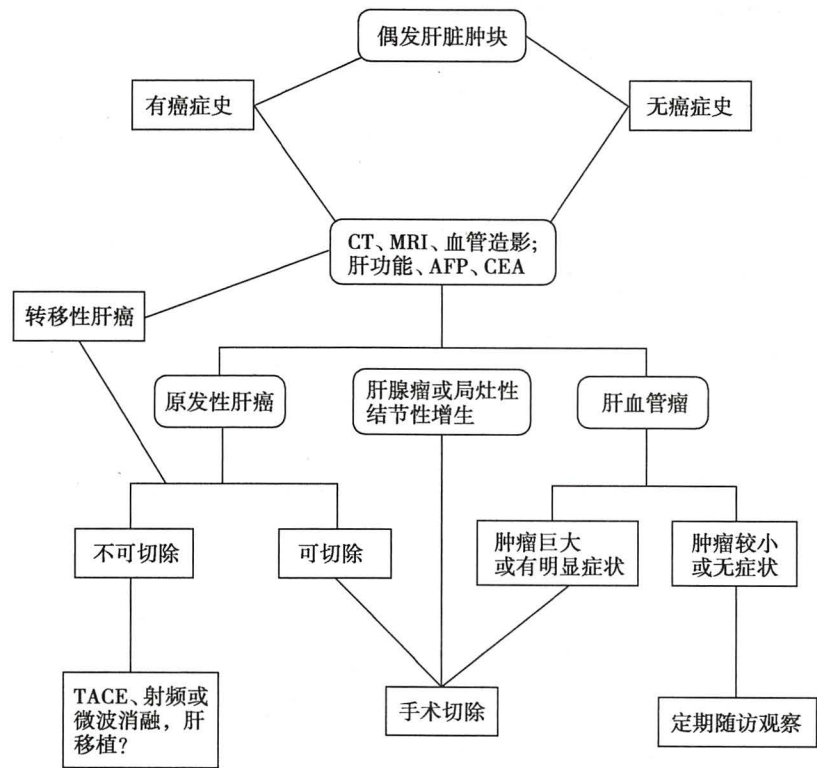 偶发肝脏肿块
有癌症史
无癌症史
CT、MRI、血管造影；
肝功能、AFP、CEA
转移性肝癌
原发性肝癌
肝腺瘤或局灶性
结节性增生
肝血管瘤
不可切除
可切除
肿瘤巨大
或有明显症状
肿瘤较小
或无症状
TACE、射频或
微波消融，肝
移植？
手术切除
定期随访观察